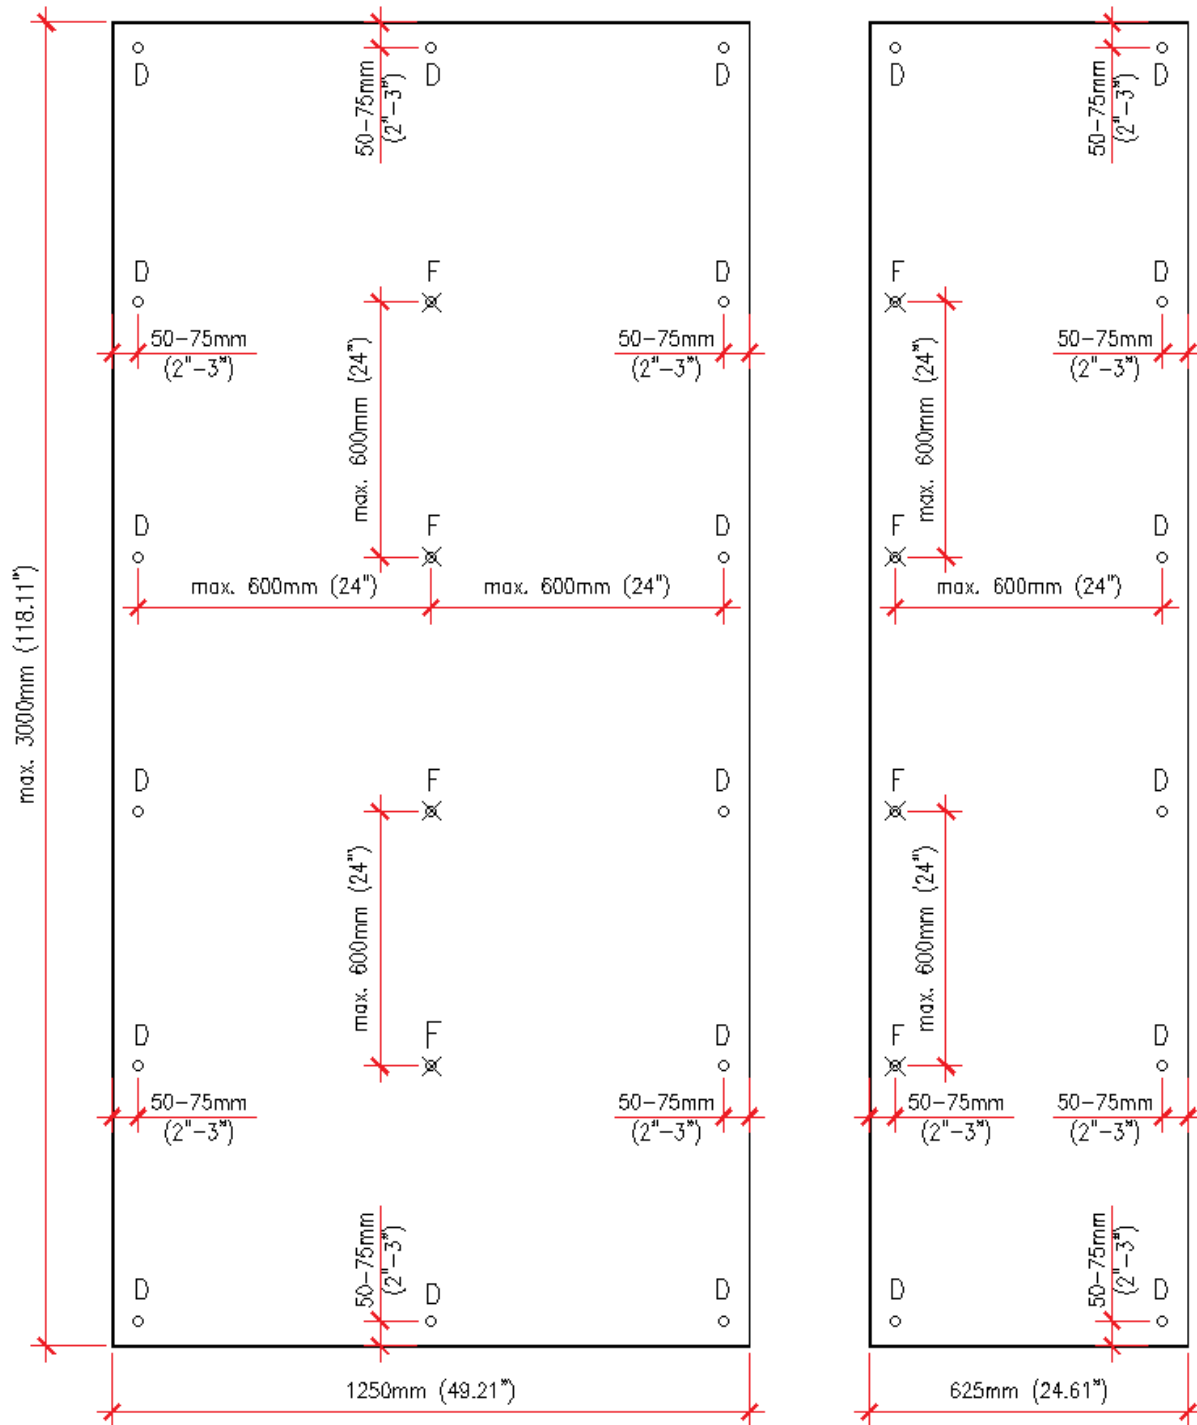 D D D D D
50-75mm
(2"-3")
50-75mm
(2"-3")
D F D F D
50-75mm
(2"-3")
50-75mm
(2"-3")
50-75mm
(2"-3")
max. 600mm (24")
max. 600mm (24")
D F D F D
max. 600mm (24")
max. 600mm (24")
max. 600mm (24")
max. 3000mm (118.11")
D F D F D
max. 600mm (24")
max. 600mm (24")
D F D F D
50-75mm
(2"-3")
50-75mm
(2"-3")
50-75mm
(2"-3")
50-75mm
(2"-3")
50-75mm
(2"-3")
50-75mm
(2"-3")
D D D D D
1250mm (49.21")
625mm (24.61")